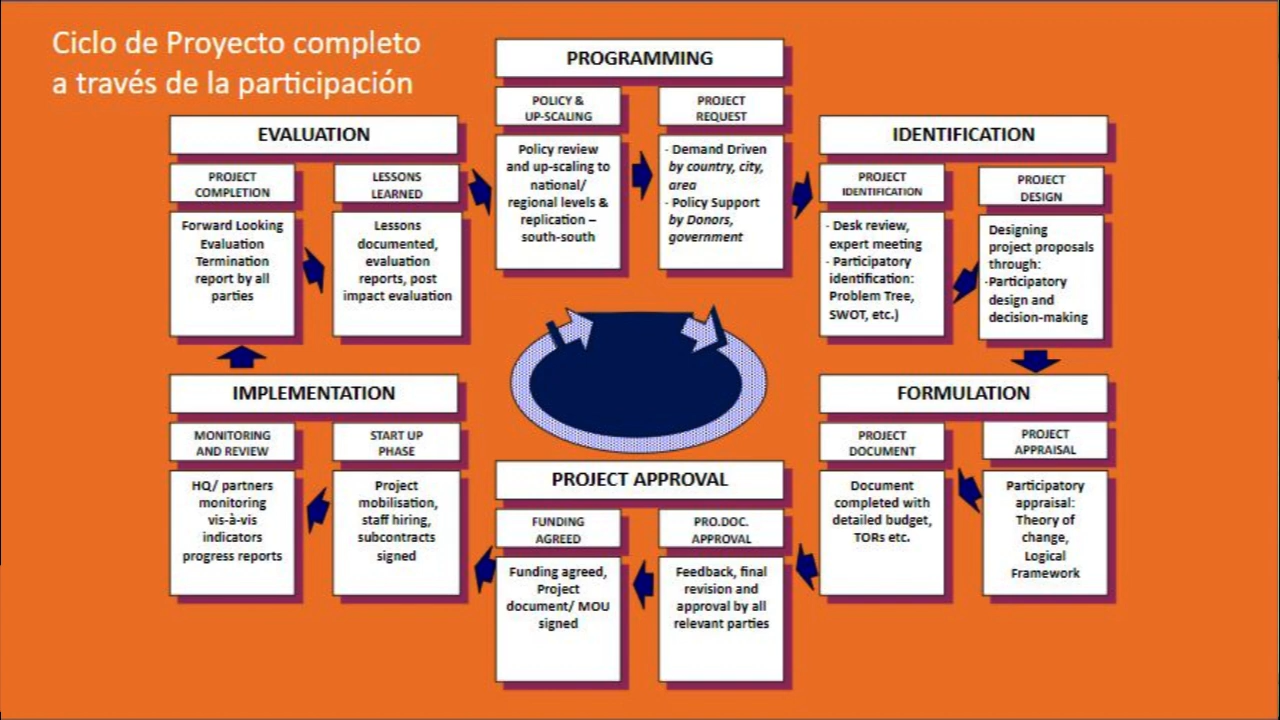 Ciclo de Proyecto completo
a través de la participación
PROGRAMMING
POLICY &
UP-SCALING
Policy review
and up-scaling to
national/
regional levels &
replication –
south-south
PROJECT
REQUEST
- Demand Driven
by country, city,
area
- Policy Support
by Donors,
government
IDENTIFICATION
PROJECT
IDENTIFICATION
- Desk review,
expert meeting
- Participatory
identification:
Problem Tree,
SWOT, etc.)
PROJECT
DESIGN
Designing
project proposals
through:
-Participatory
design and
decision-making
FORMULATION
PROJECT
DOCUMENT
Document
completed with
detailed budget,
TORs etc.
PROJECT
APPRAISAL
Participatory
appraisal:
Theory of
change,
Logical
Framework
PROJECT APPROVAL
FUNDING
AGREED
Funding agreed,
Project
document/ MOU
signed
PRO.DOC.
APPROVAL
Feedback, final
revision and
approval by all
relevant parties
IMPLEMENTATION
MONITORING
AND REVIEW
HQ/ partners
monitoring
vis-à-vis
indicators
progress reports
START UP
PHASE
Project
mobilisation,
staff hiring,
subcontracts
signed
EVALUATION
PROJECT
COMPLETION
Forward Looking
Evaluation
Termination
report by all
parties
LESSONS
LEARNED
Lessons
documented,
evaluation
reports, post
impact evaluation